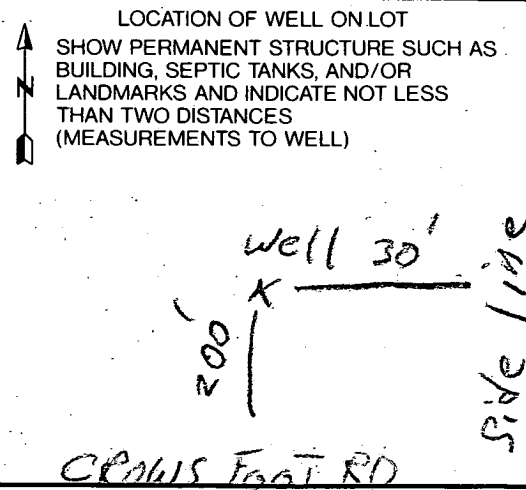 LOCATION OF WELL ON LOT
SHOW PERMANENT STRUCTURE SUCH AS
BUILDING, SEPTIC TANKS, AND/OR
LANDMARKS AND INDICATE NOT LESS
THAN TWO DISTANCES
(MEASUREMENTS TO WELL)
N
Well 30'
X
200'
Side line
CROWS FOOT RD